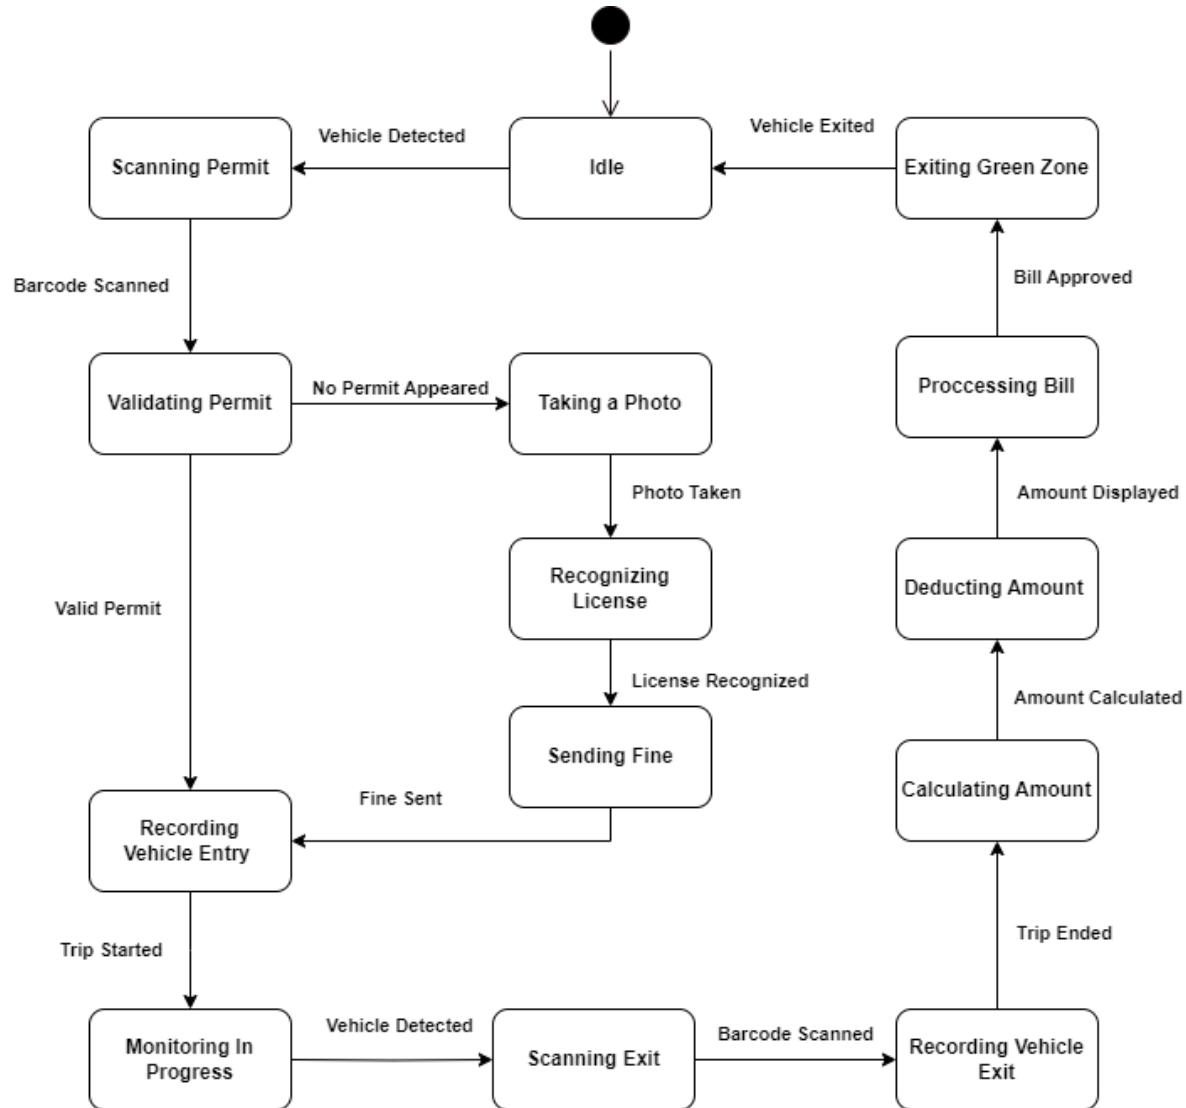 Vehicle Detected
Vehicle Exited
Scanning Permit
Idle
Exiting Green Zone
Barcode Scanned
Bill Approved
Validating Permit
No Permit Appeared
Taking a Photo
Proccessing Bill
Photo Taken
Amount Displayed
Recognizing
License
Deducting Amount
Valid Permit
License Recognized
Amount Calculated
Sending Fine
Calculating Amount
Fine Sent
Recording
Vehicle Entry
Trip Started
Trip Ended
Monitoring In
Progress
Vehicle Detected
Scanning Exit
Barcode Scanned
Recording Vehicle
Exit